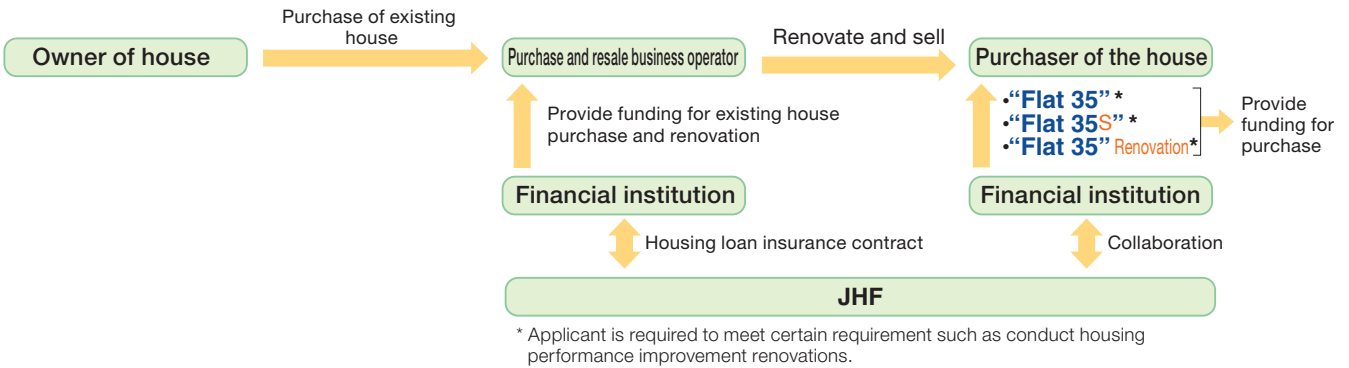 Purchase of existing
house
Owner of house
Purchase and resale business operator
Renovate and sell
Purchaser of the house
Provide funding for existing house
purchase and renovation
•“Flat 35” *
•“Flat 35S” *
•“Flat 35” Renovation*
Provide
funding for
purchase
Financial institution
Financial institution
Housing loan insurance contract
Collaboration
JHF
* Applicant is required to meet certain requirement such as conduct housing
performance improvement renovations.